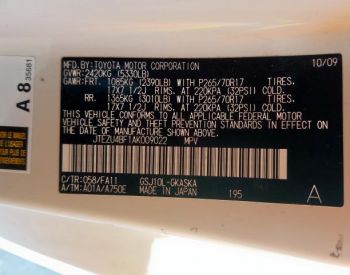 MFD.BY:TOYOTA MOTOR CORPORATION 10/09
GVWR:2420KG (5330LB)
GAWR:FRT. 1085KG (2390LB) WITH P265/70R17 TIRES,
17X7 1/2J RIMS, AT 220KPA (32PSI) COLD
RR. 1365KG (3010LB) WITH P265/70R17 TIRES,
17X7 1/2J RIMS, AT 220KPA (32PSI) COLD
THIS VEHICLE CONFORMS TO ALL APPLICABLE FEDERAL MOTOR
VEHICLE SAFETY AND THEFT PREVENTION STANDARDS IN
EFFECT ON THE DATE OF MANUFACTURE SHOWN ABOVE.
JTEZU4BF1AK009022 MPV
C/TR:058/FA11 GSJ10L-GKASKA
A/TM:A01A/A750E MADE IN JAPAN 195 A
A 8 35681